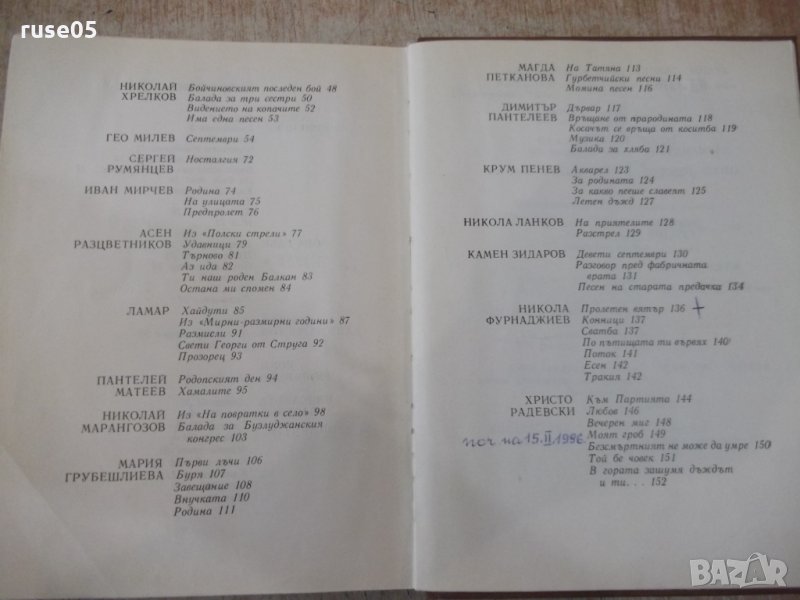 ruse05
НИКОЛАЙ ХРЕЛКОВ
Бойчиновският последен бой 48
Балада за три сестри 50
Видението на копачите 52
Има една песен 53
ГЕО МИЛЕВ Септември 54
СЕРГЕЙ РУМЯНЦЕВ Носталгия 72
ИВАН МИРЧЕВ Родина 74
На улицата 75
Предпролет 76
АСЕН РАЗЦВЕТНИКОВ
Из «Полски стрели» 77
Удавници 79
Търново 81
Аз ида 82
Ти наш роден Балкан 83
Остана ми спомен 84
ЛАМАР Хайдути 85
Из «Мирни-размирни години» 87
Размисли 91
Свети Георги от Струга 92
Прозорец 93
ПАНТЕЛЕЙ МАТЕЕВ
Родопският ден 94
Хамалите 95
НИКОЛАЙ МАРАНГОЗОВ
Из «На повратки в село» 98
Балада за Бузлуджанския
конгрес 103
МАРИЯ ГРУБЕШЛИЕВА
Първи лъчи 106
Буря 107
Завещание 108
Внучката 110
Родина 111
МАГДА ПЕТКАНОВА
На Татяна 113
Гурбетчийски песни 114
Момина песен 116
ДИМИТЪР ПАНТЕЛЕЕВ
Дървар 117
Връщане от прародината 118
Косачът се връща от коситба 119
Музика 120
Балада за хляба 121
КРУМ ПЕНЕВ Акварел 123
За родината 124
За какво пееше славеят 125
Летен дъжд 127
НИКОЛА ЛАНКОВ На приятелите 128
Разстрел 129
КАМЕН ЗИДАРОВ Девети септември 130
Разговор пред фабричната
врата 131
Песен на старата предачка 134
НИКОЛА ФУРНАДЖИЕВ
Пролетен вятър 136 +
Конници 137
Сватба 137
По пътищата ти вървях 140
Поток 141
Есен 142
Тракия 142
ХРИСТО РАДЕВСКИ
Към Партията 144
Любов 146
Вечерен миг 148
Моят гроб 149
Безсмъртният не може да умре 150
Той бе човек 151
В гората зашумя дъждът
и ти... 152
поч. на 15.II.1986.
BAZAR